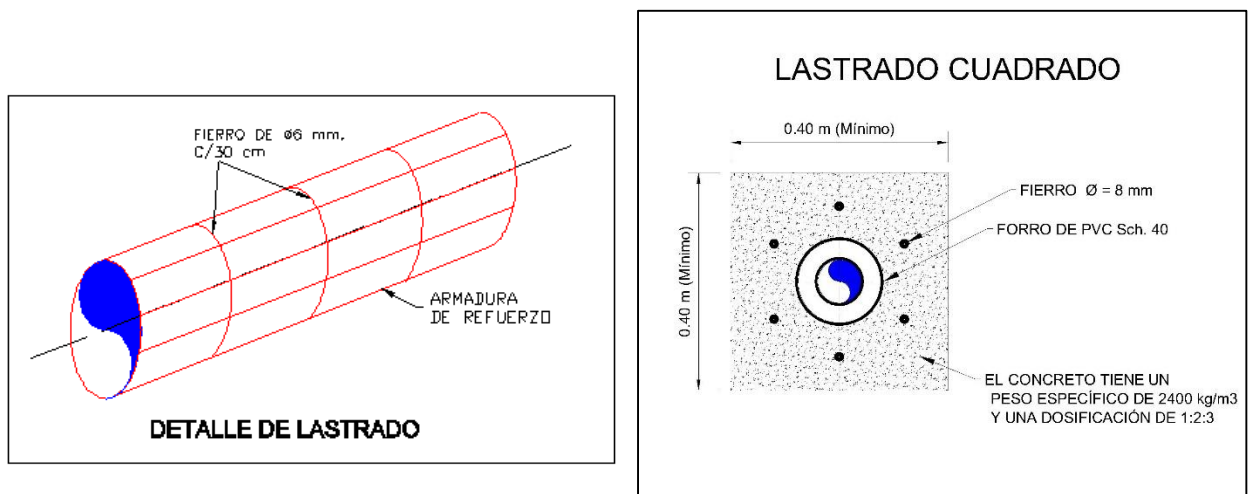 FIERRO DE ø6 mm,
C/30 cm
ARMADURA
DE REFUERZO
DETALLE DE LASTRADO
LASTRADO CUADRADO
0.40 m (Mínimo)
0.40 m (Mínimo)
FIERRO Ø = 8 mm
FORRO DE PVC Sch. 40
EL CONCRETO TIENE UN
PESO ESPECÍFICO DE 2400 kg/m3
Y UNA DOSIFICACIÓN DE 1:2:3